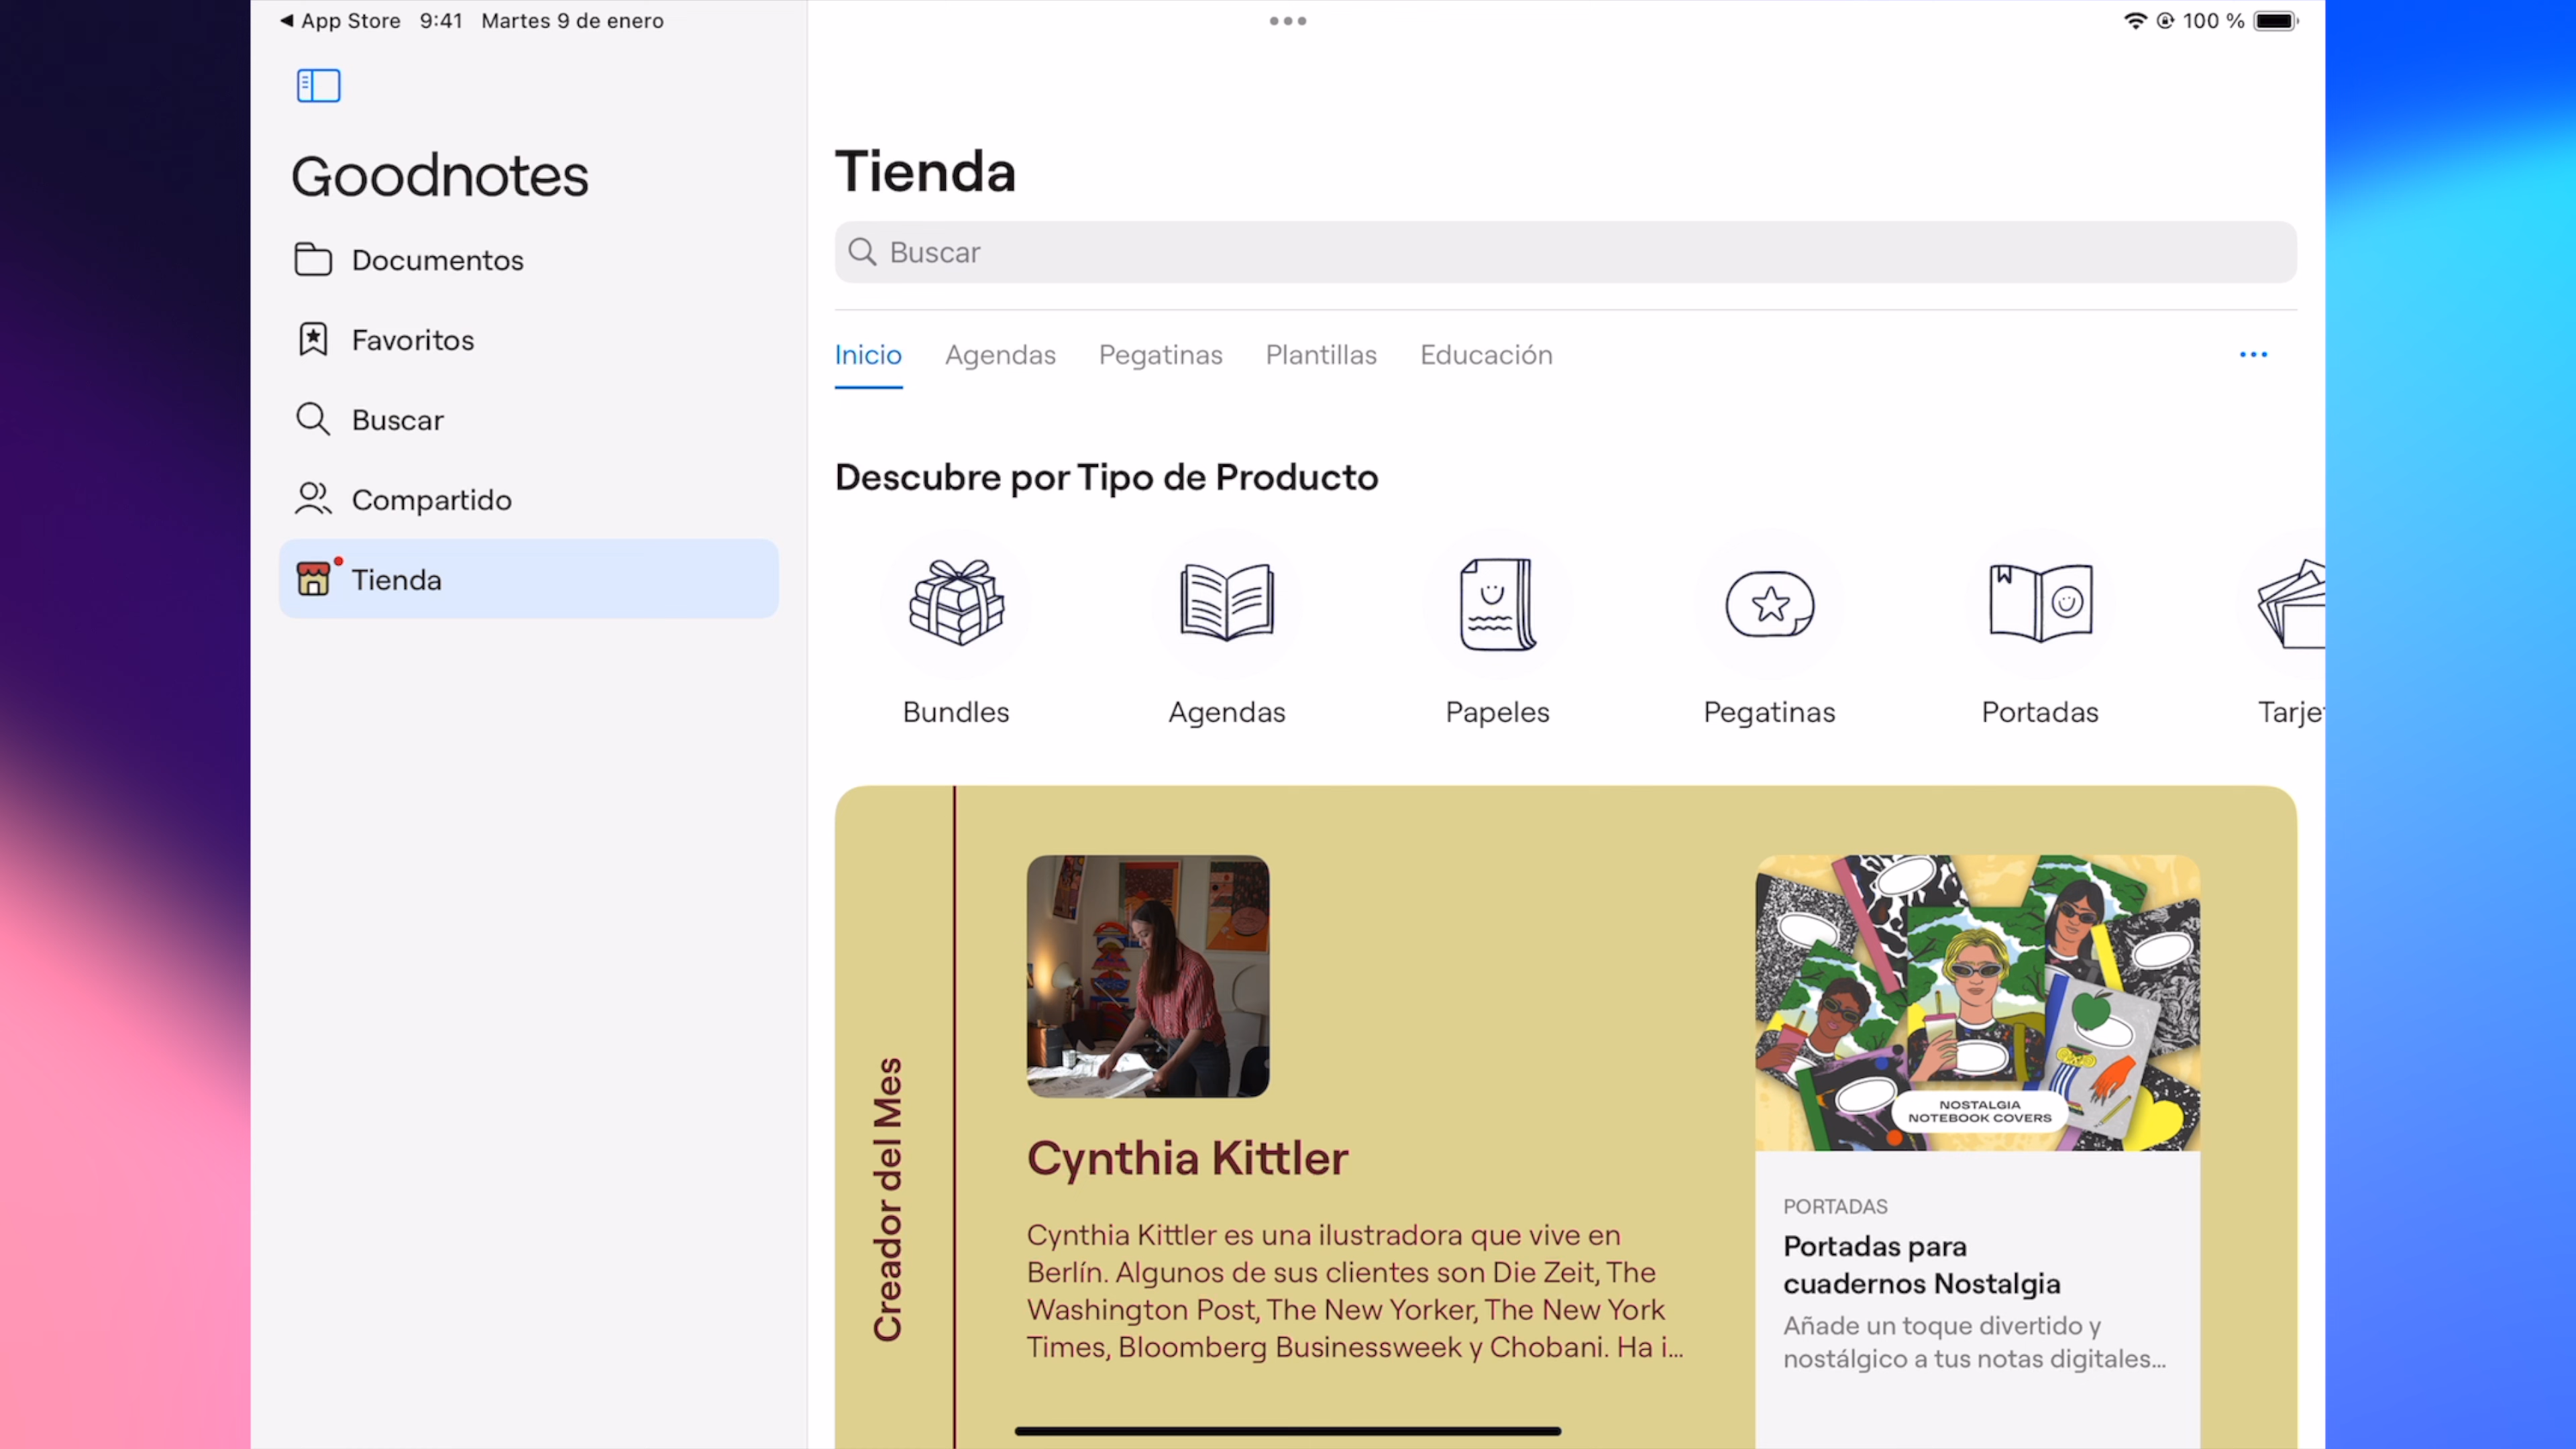 ◀ App Store 9:41 Martes 9 de enero
100 %
Goodnotes
Documentos
Favoritos
Buscar
Compartido
Tienda
Tienda
Buscar
Inicio Agendas Pegatinas Plantillas Educación
Descubre por Tipo de Producto
Bundles Agendas Papeles Pegatinas Portadas Tarje
Creador del Mes
Cynthia Kittler
Cynthia Kittler es una ilustradora que vive en
Berlín. Algunos de sus clientes son Die Zeit, The
Washington Post, The New Yorker, The New York
Times, Bloomberg Businessweek y Chobani. Ha i...
NOSTALGIA
NOTEBOOK COVERS
PORTADAS
Portadas para
cuadernos Nostalgia
Añade un toque divertido y
nostálgico a tus notas digitales...